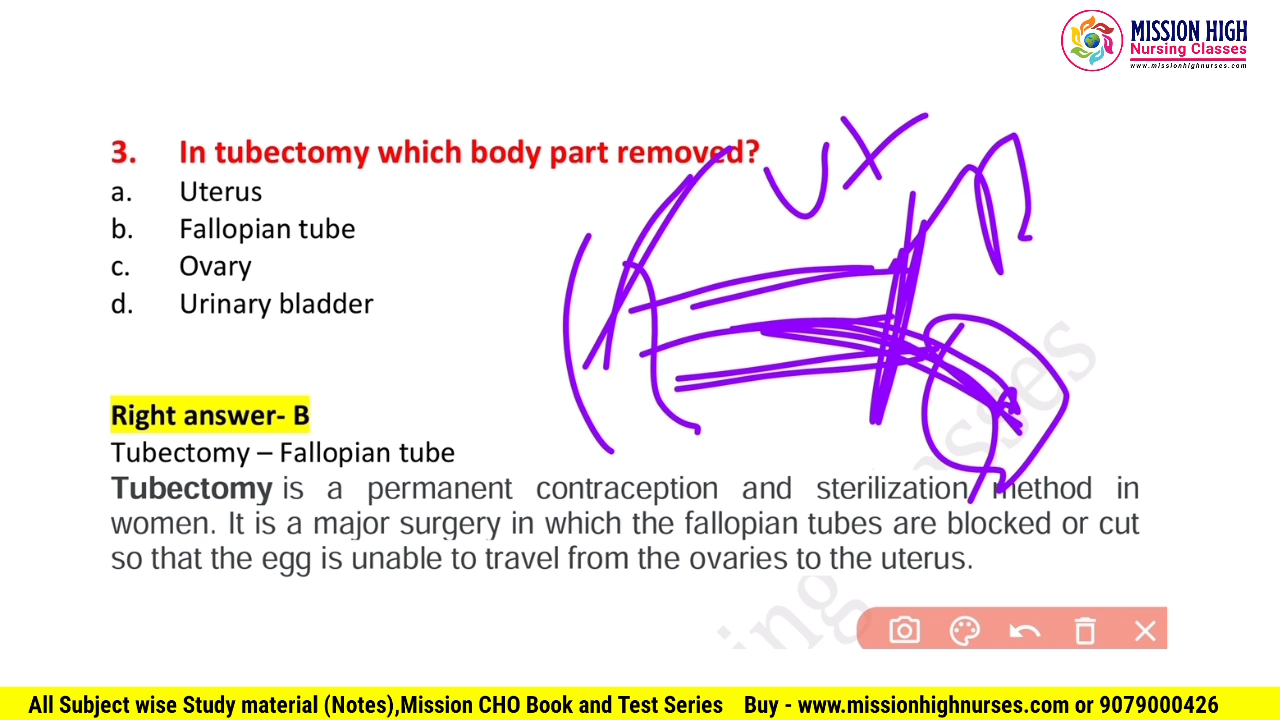 MISSION HIGH
Nursing Classes
www.missionhighnurses.com
3. In tubectomy which body part removed?
a. Uterus
b. Fallopian tube
c. Ovary
d. Urinary bladder
Right answer- B
Tubectomy – Fallopian tube
Tubectomy is a permanent contraception and sterilization method in
women. It is a major surgery in which the fallopian tubes are blocked or cut
so that the egg is unable to travel from the ovaries to the uterus.
All Subject wise Study material (Notes),Mission CHO Book and Test Series Buy - www.missionhighnurses.com or 9079000426